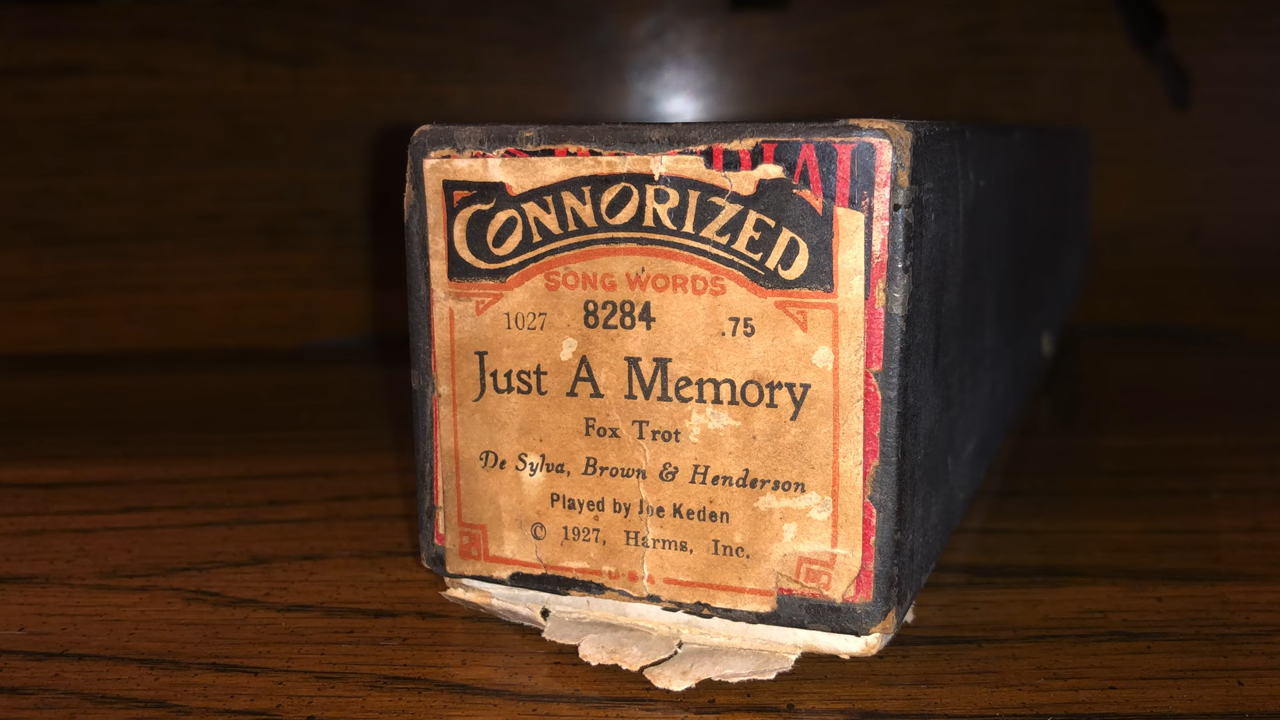 CONNORIZED
SONG WORDS
1027 8284 .75
Just A Memory
Fox Trot
De Sylva, Brown & Henderson
Played by Joe Keden
© 1927, Harms, Inc.